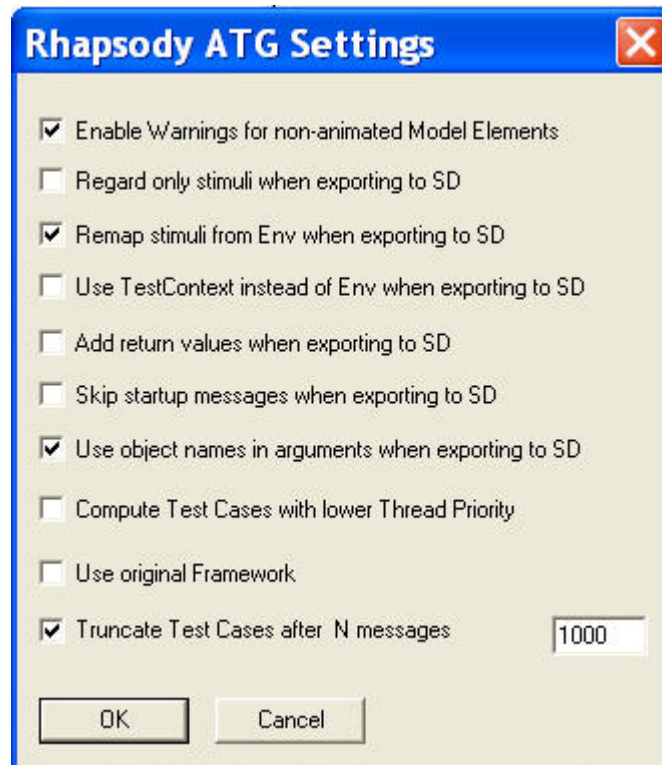 Rhapsody ATG Settings
Enable Warnings for non-animated Model Elements
Regard only stimuli when exporting to SD
Remap stimuli from Env when exporting to SD
Use TestContext instead of Env when exporting to SD
Add return values when exporting to SD
Skip startup messages when exporting to SD
Use object names in arguments when exporting to SD
Compute Test Cases with lower Thread Priority
Use original Framework
Truncate Test Cases after N messages 1000
OK Cancel